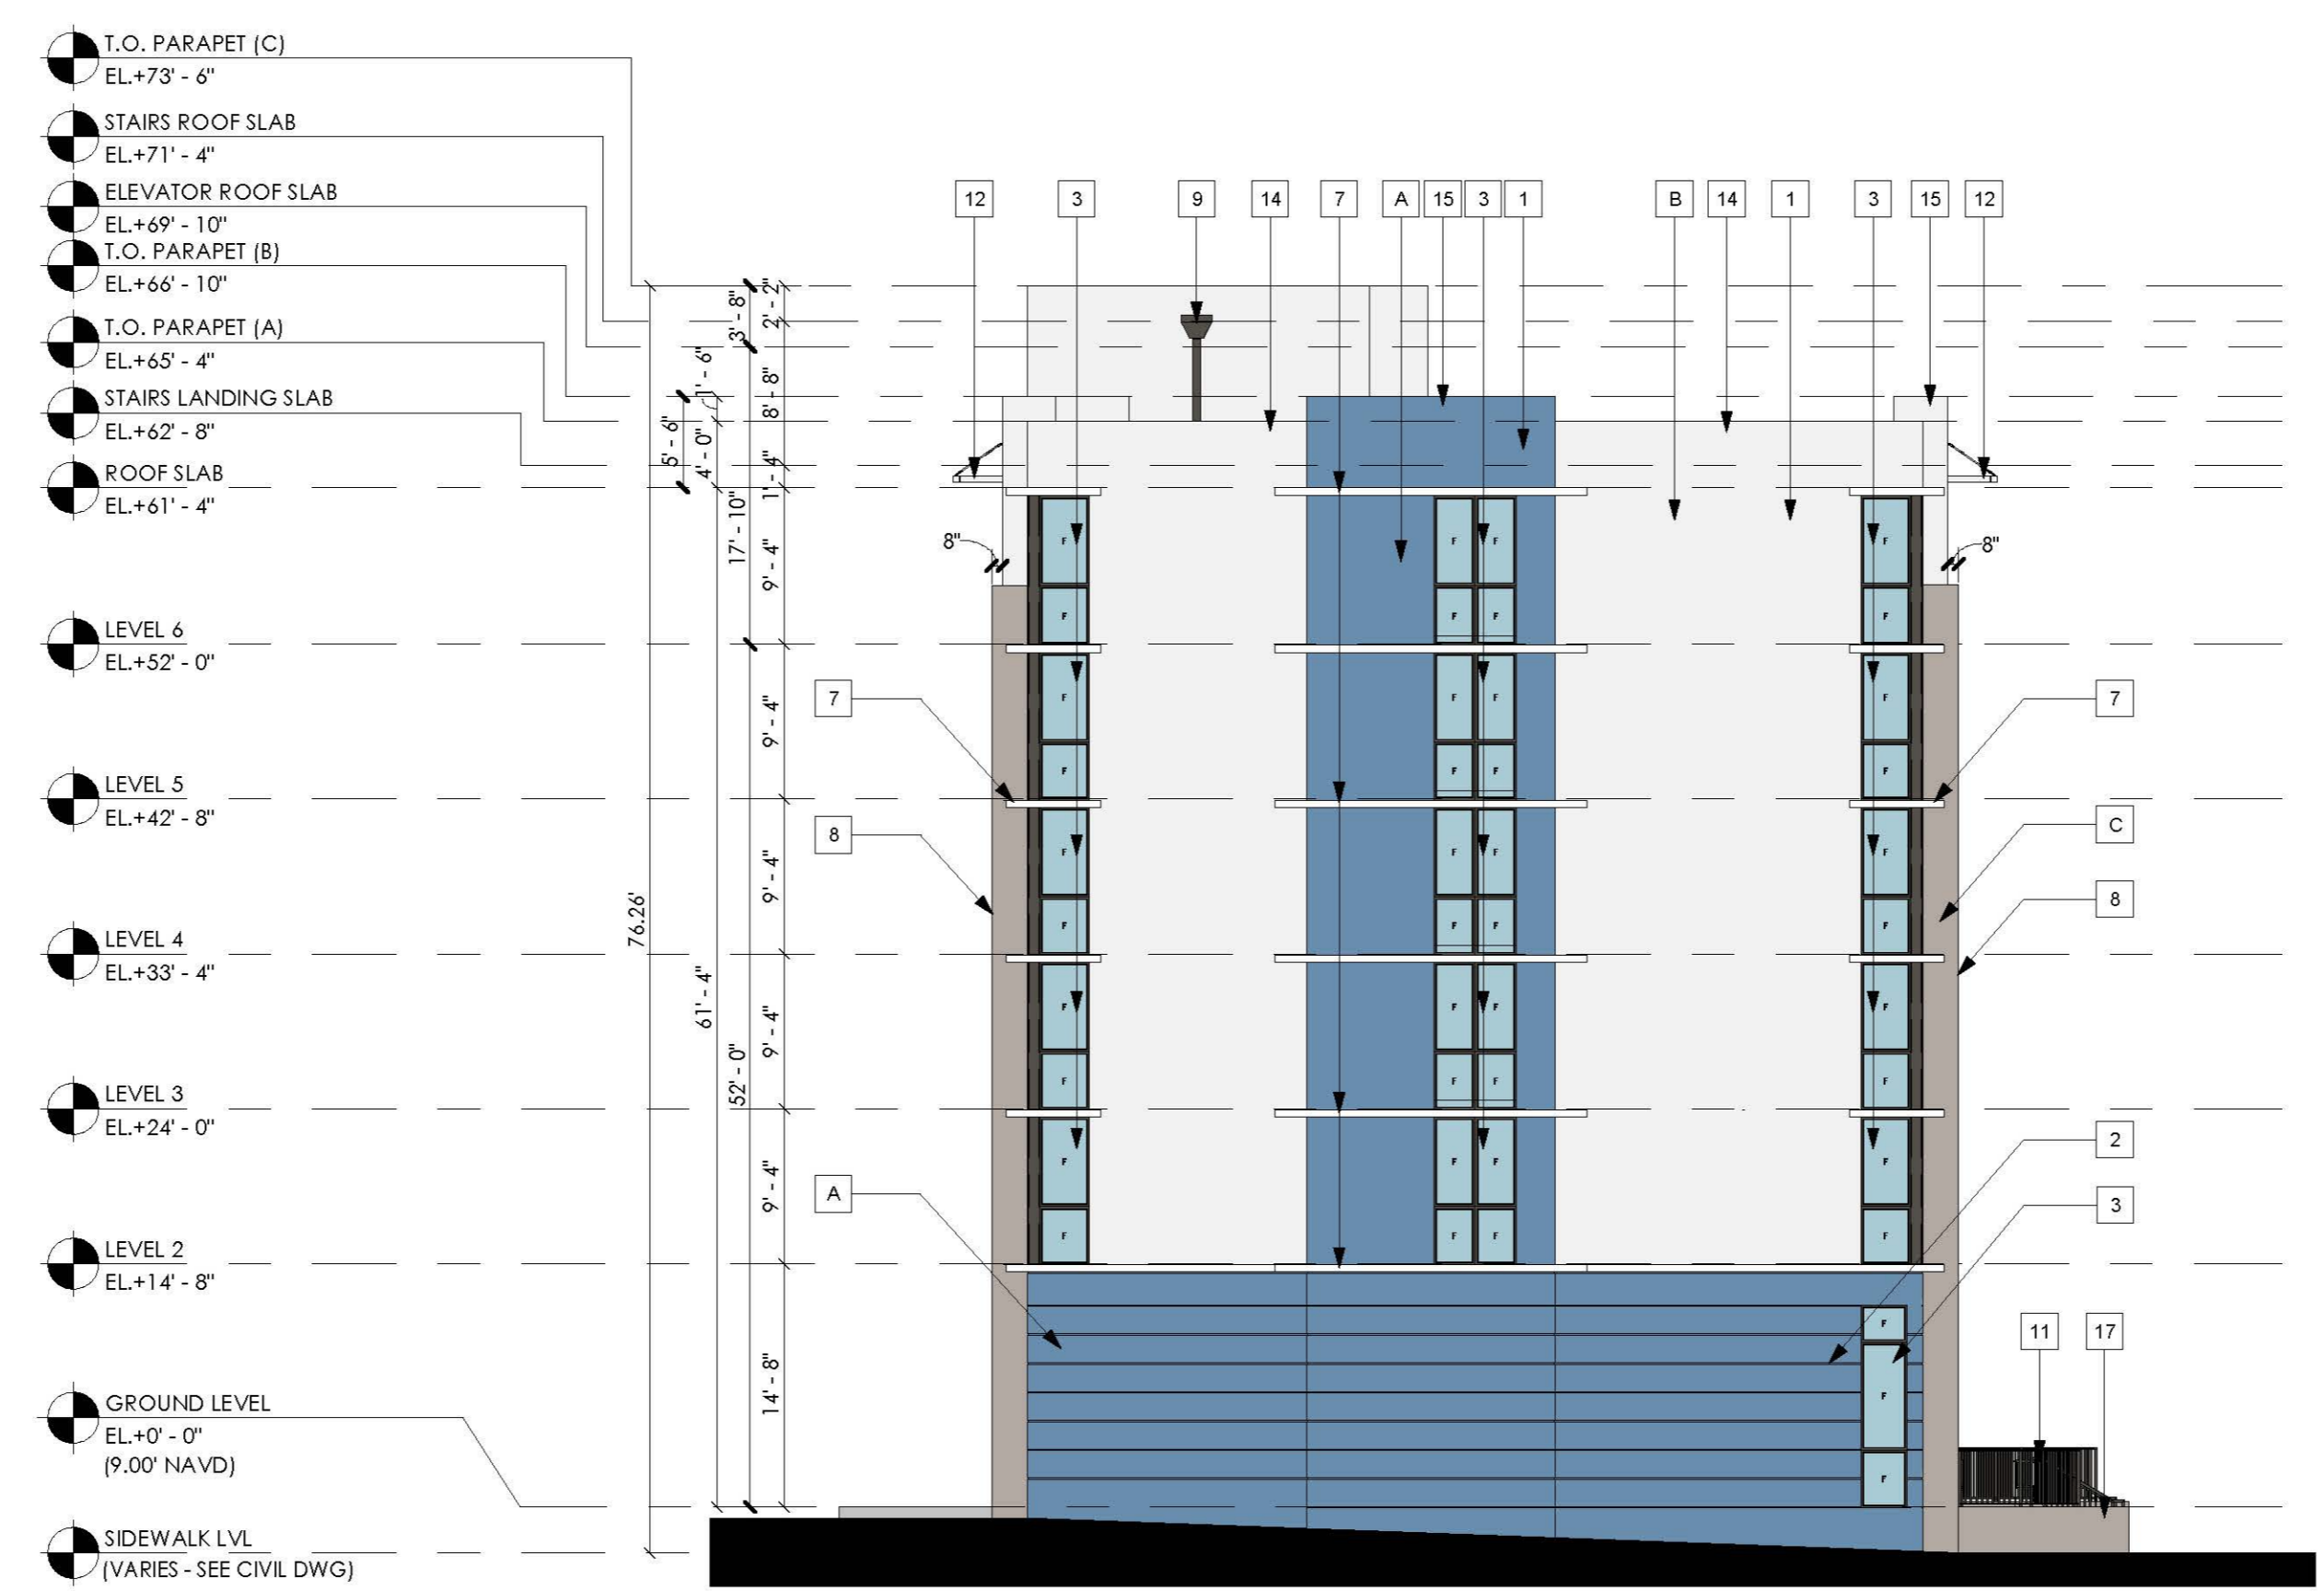 T.O. PARAPET (C)
EL.+73' - 6"
STAIRS ROOF SLAB
EL.+71' - 4"
ELEVATOR ROOF SLAB
EL.+69' - 10"
T.O. PARAPET (B)
EL.+66' - 10"
T.O. PARAPET (A)
EL.+65' - 4"
STAIRS LANDING SLAB
EL.+62' - 8"
ROOF SLAB
EL.+61' - 4"
LEVEL 6
EL.+52' - 0"
LEVEL 5
EL.+42' - 8"
LEVEL 4
EL.+33' - 4"
LEVEL 3
EL.+24' - 0"
LEVEL 2
EL.+14' - 8"
GROUND LEVEL
EL.+0' - 0"
(9.00' NAVD)
SIDEWALK LVL
(VARIES - SEE CIVIL DWG)
76.26'
5' - 6"
1' - 6"
4' - 0"
61' - 4"
3' - 8"
17' - 10"
52' - 0"
2' - 2"
8' - 8"
1' - 4"
9' - 4"
9' - 4"
9' - 4"
9' - 4"
9' - 4"
14' - 8"
12 3 9 14 7 A 15 3 1 B 14 1 3 15 12
8" 8"
F F F F
F F F F
7 7
F F F F
F F F F
8 C
F F F F
F F F F
8
F F F F
F F F F
2
A 3
F F F F
F F F F
F
11 17
F
F